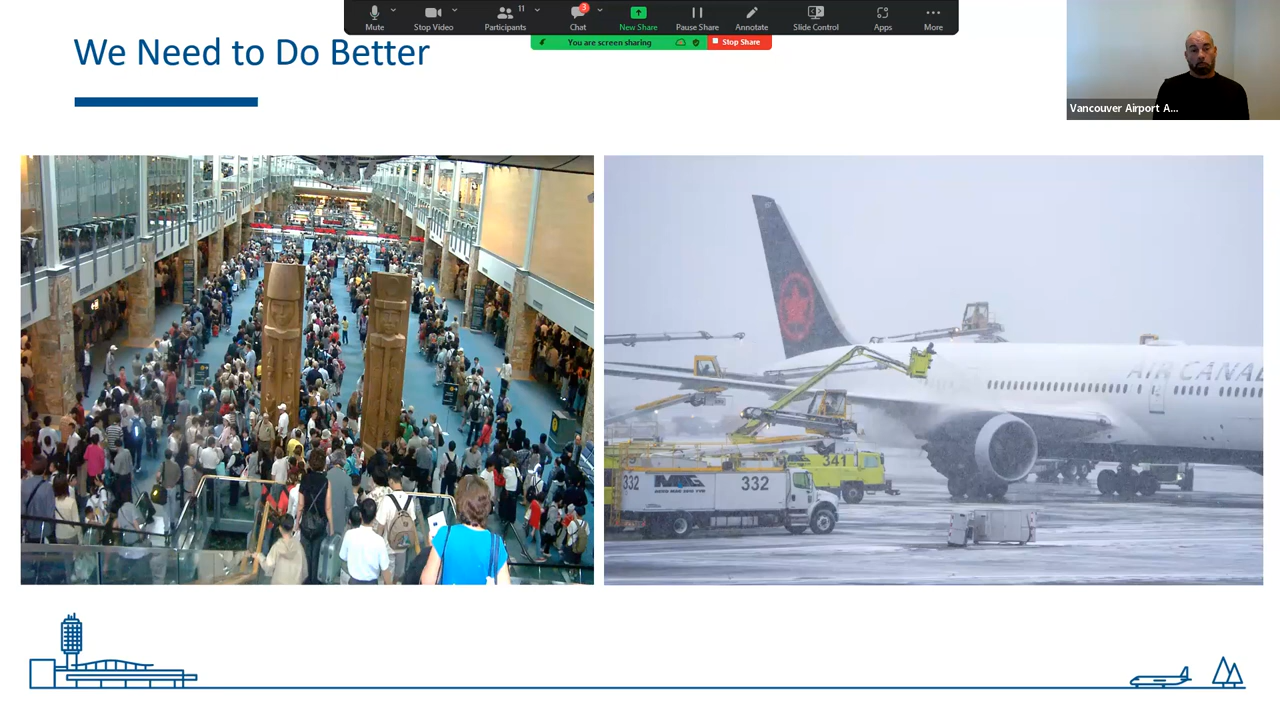 11
3
Mute
Stop Video
Participants
Chat
New Share
Pause Share
Annotate
Slide Control
Apps
More
You are screen sharing
Stop Share
We Need to Do Better
Vancouver Airport A...
AIR CANAD
341
332
332